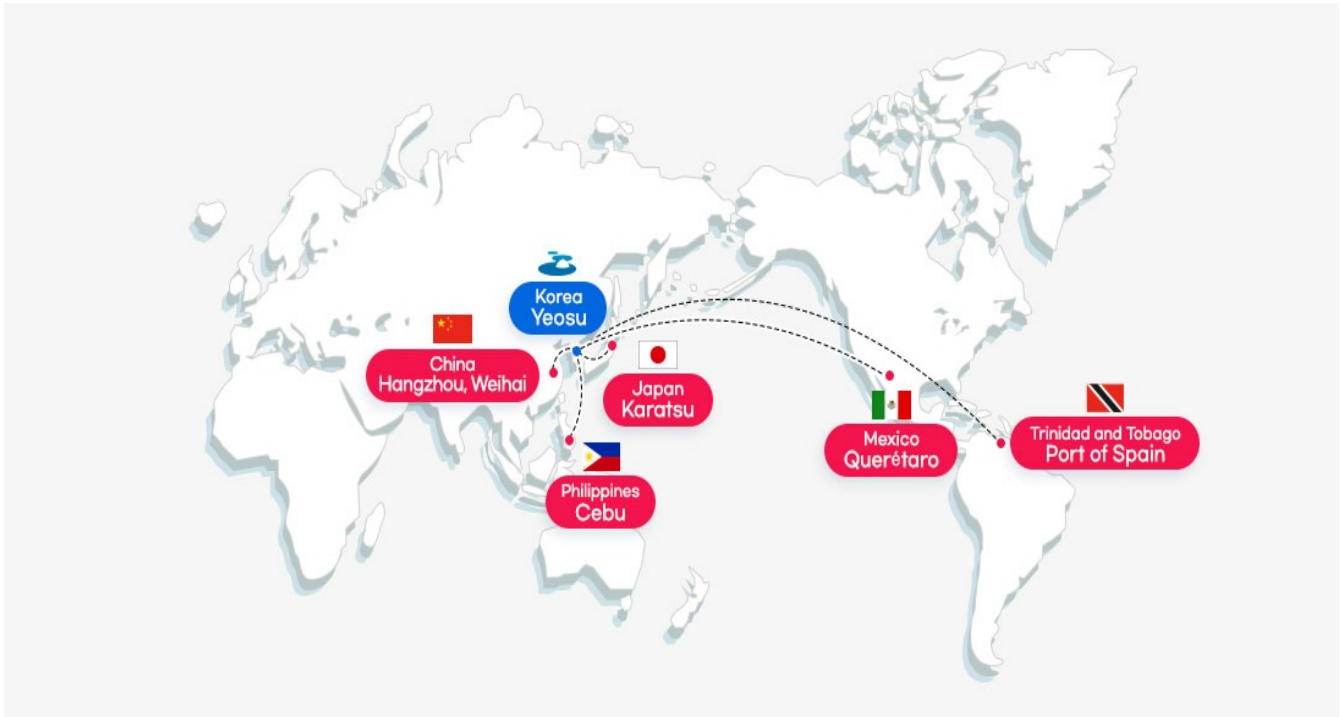 Korea
Yeosu
China
Hangzhou, Weihai
Japan
Karatsu
Philippines
Cebu
Mexico
Querétaro
Trinidad and Tobago
Port of Spain